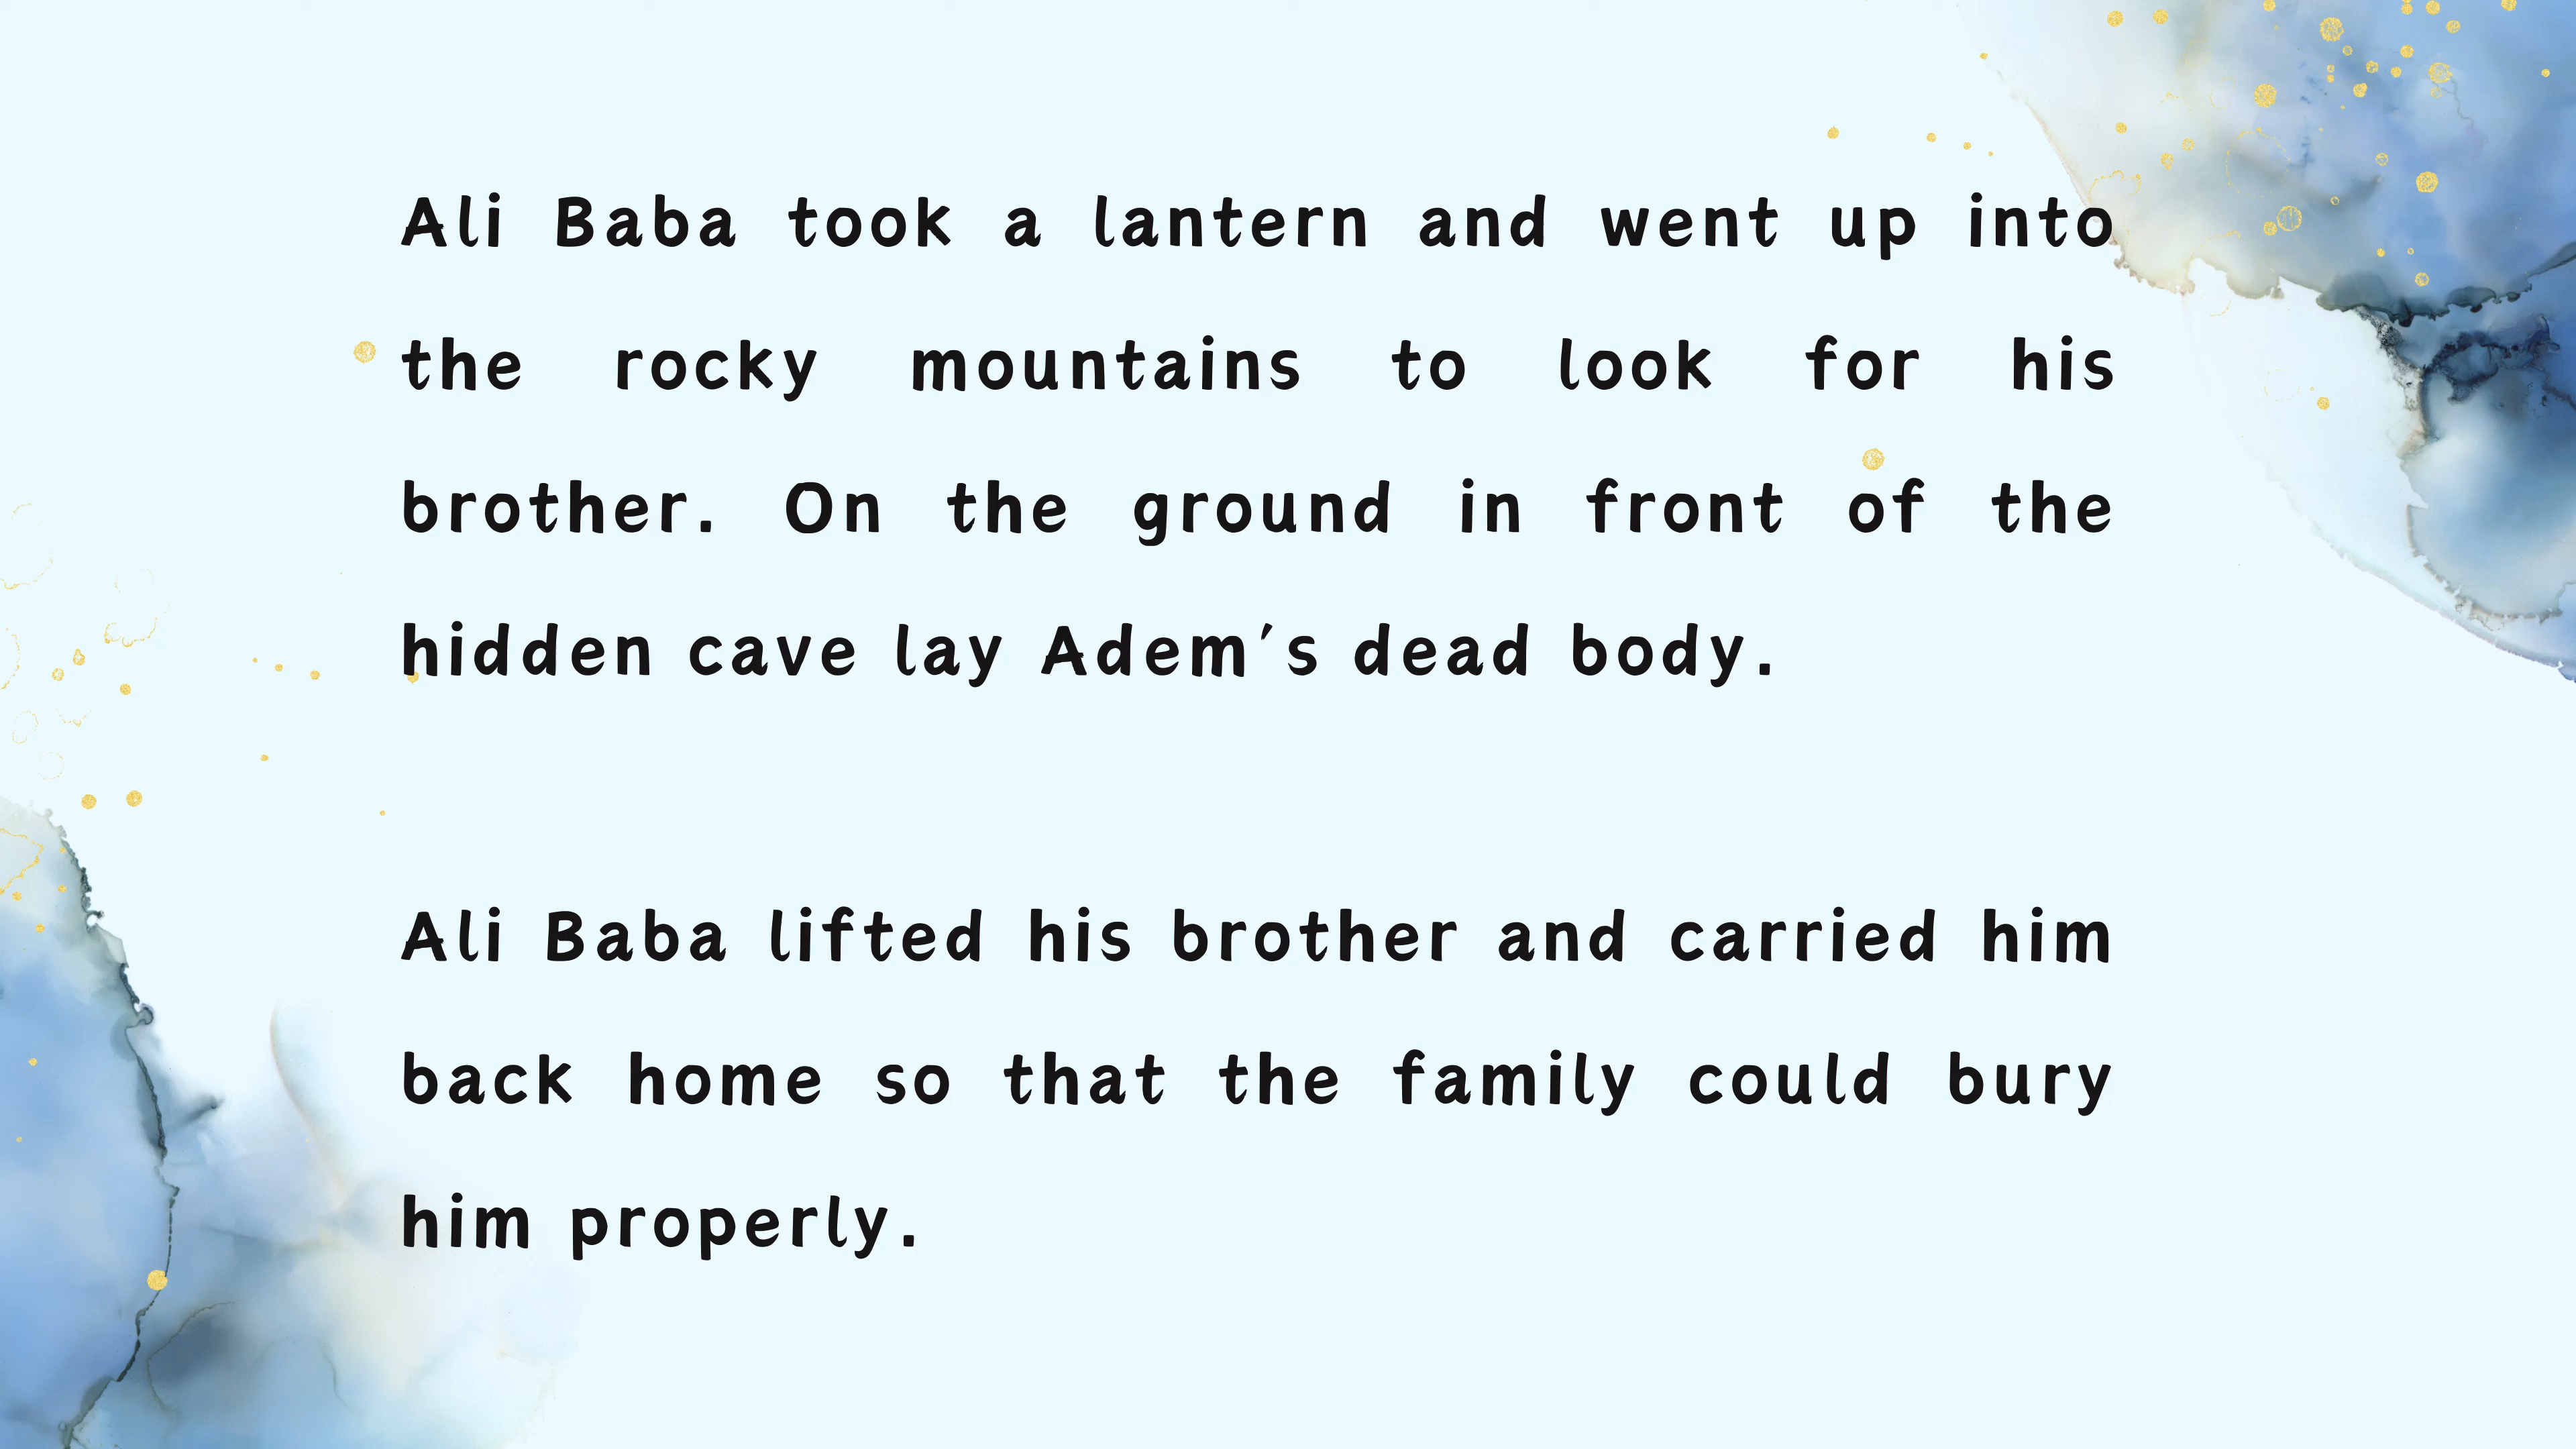 Ali Baba took a lantern and went up into
the rocky mountains to look for his
brother. On the ground in front of the
hidden cave lay Adem's dead body.
Ali Baba lifted his brother and carried him
back home so that the family could bury
him properly.